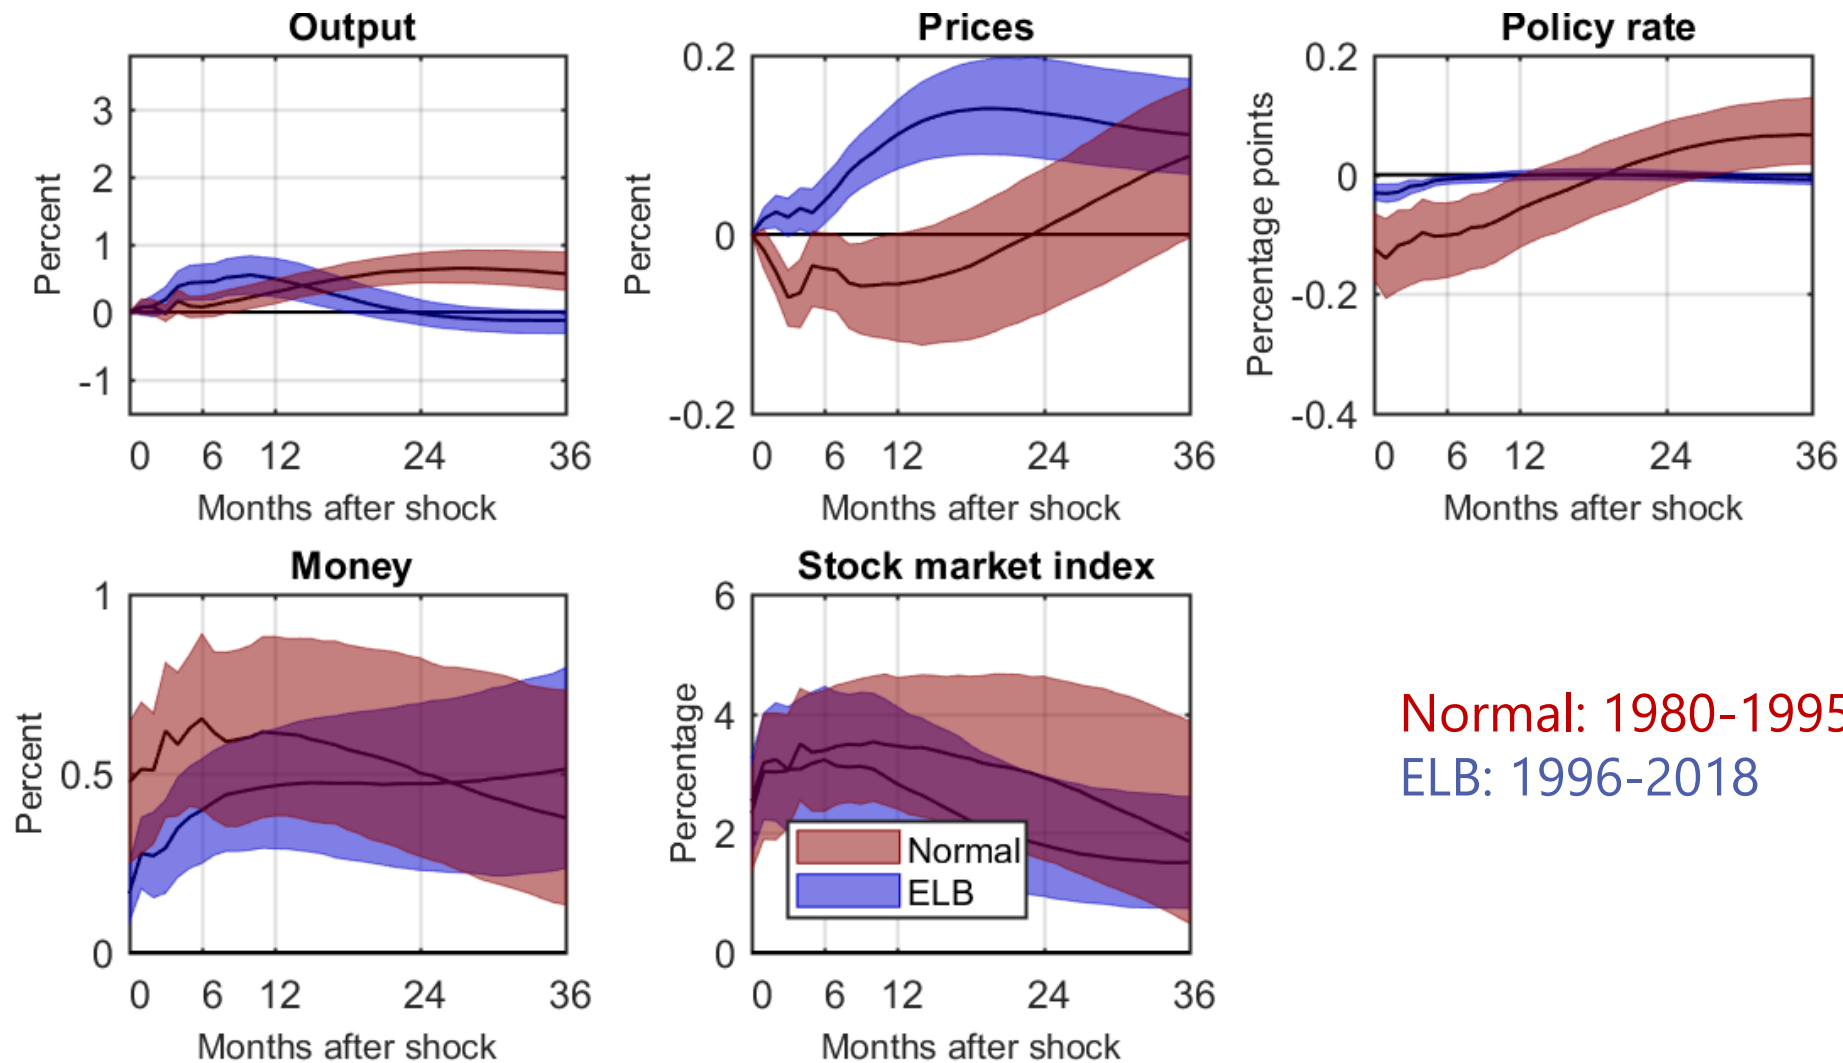 Output
Percent
3
2
1
0
-1
0 6 12 24 36
Months after shock
Prices
Percent
0.2
0
-0.2
0 6 12 24 36
Months after shock
Policy rate
Percentage points
0.2
0
-0.2
-0.4
0 6 12 24 36
Months after shock
Money
Percent
1
0.5
0
0 6 12 24 36
Months after shock
Stock market index
Percentage
6
4
2
0
Normal
ELB
0 6 12 24 36
Months after shock
Normal: 1980-1995
ELB: 1996-2018